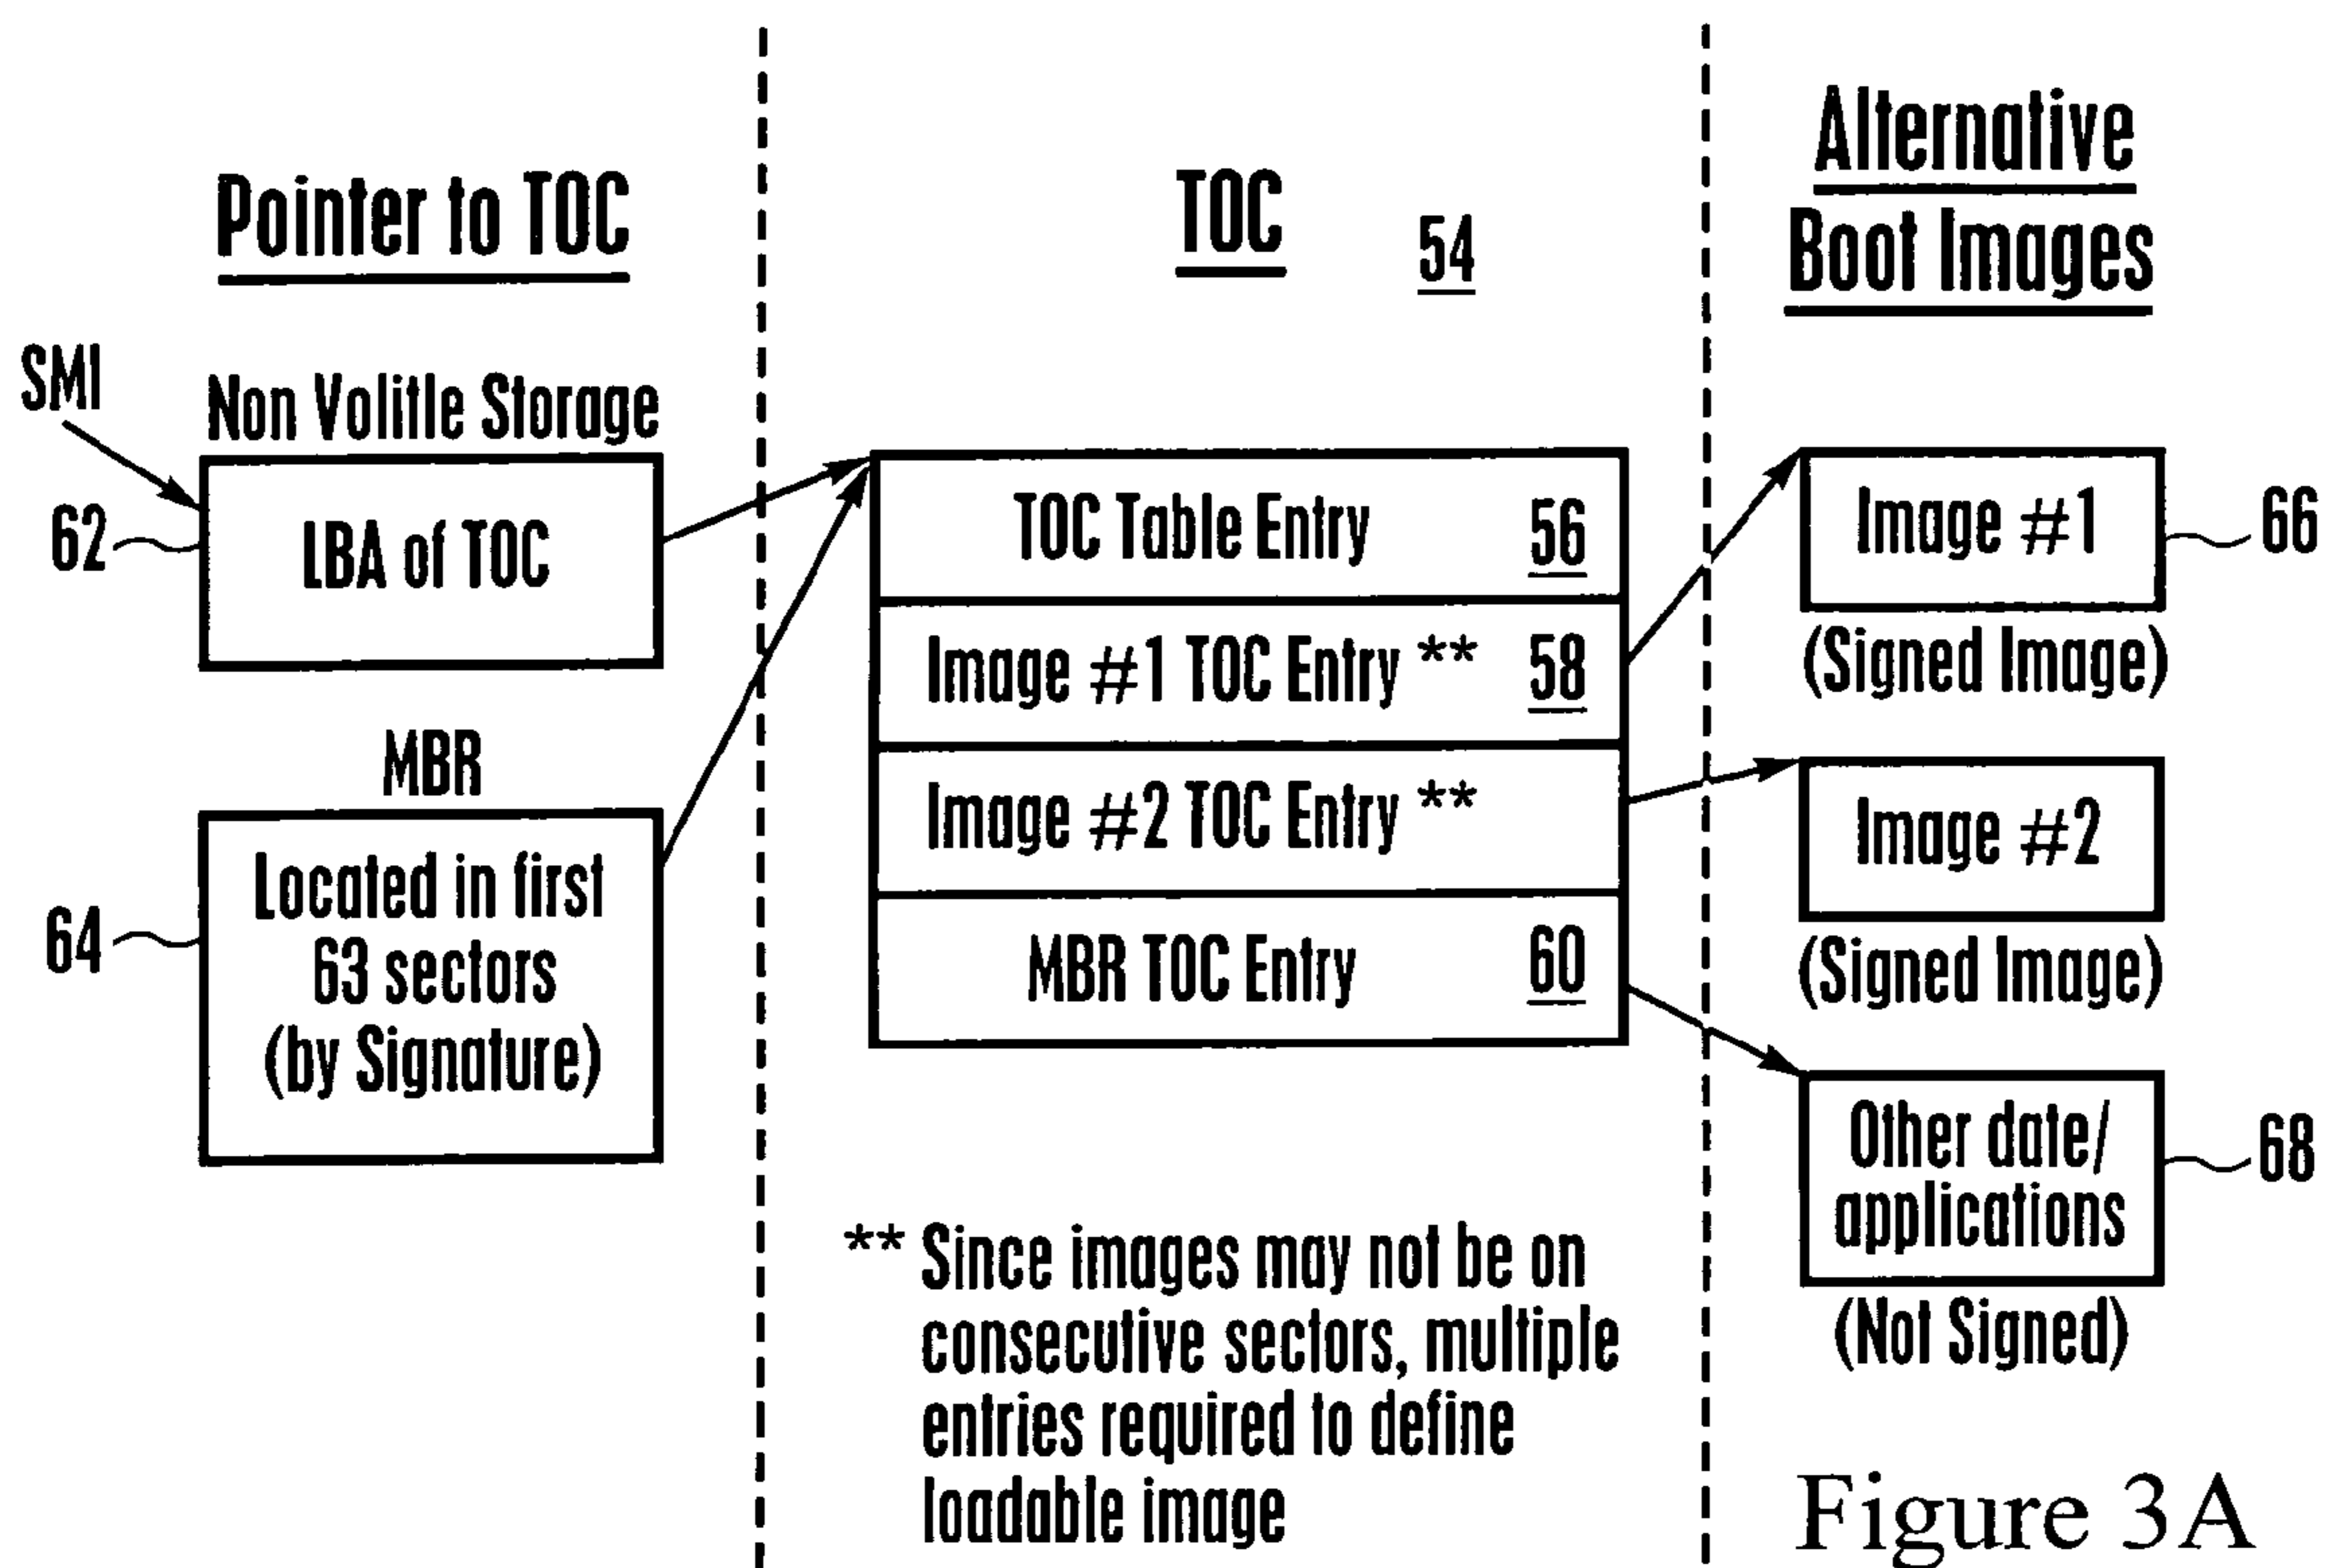 Pointer to TOC
SMI
Non Volitle Storage
62
LBA of TOC
MBR
64
Located in first
63 sectors
(by Signature)
TOC
54
TOC Table Entry 56
Image #1 TOC Entry ** 58
Image #2 TOC Entry **
MBR TOC Entry 60
** Since images may not be on
consecutive sectors, multiple
entries required to define
loadable image
Alternative
Boot Images
Image #1
66
(Signed Image)
Image #2
(Signed Image)
Other date/
applications
68
(Not Signed)
Figure 3A